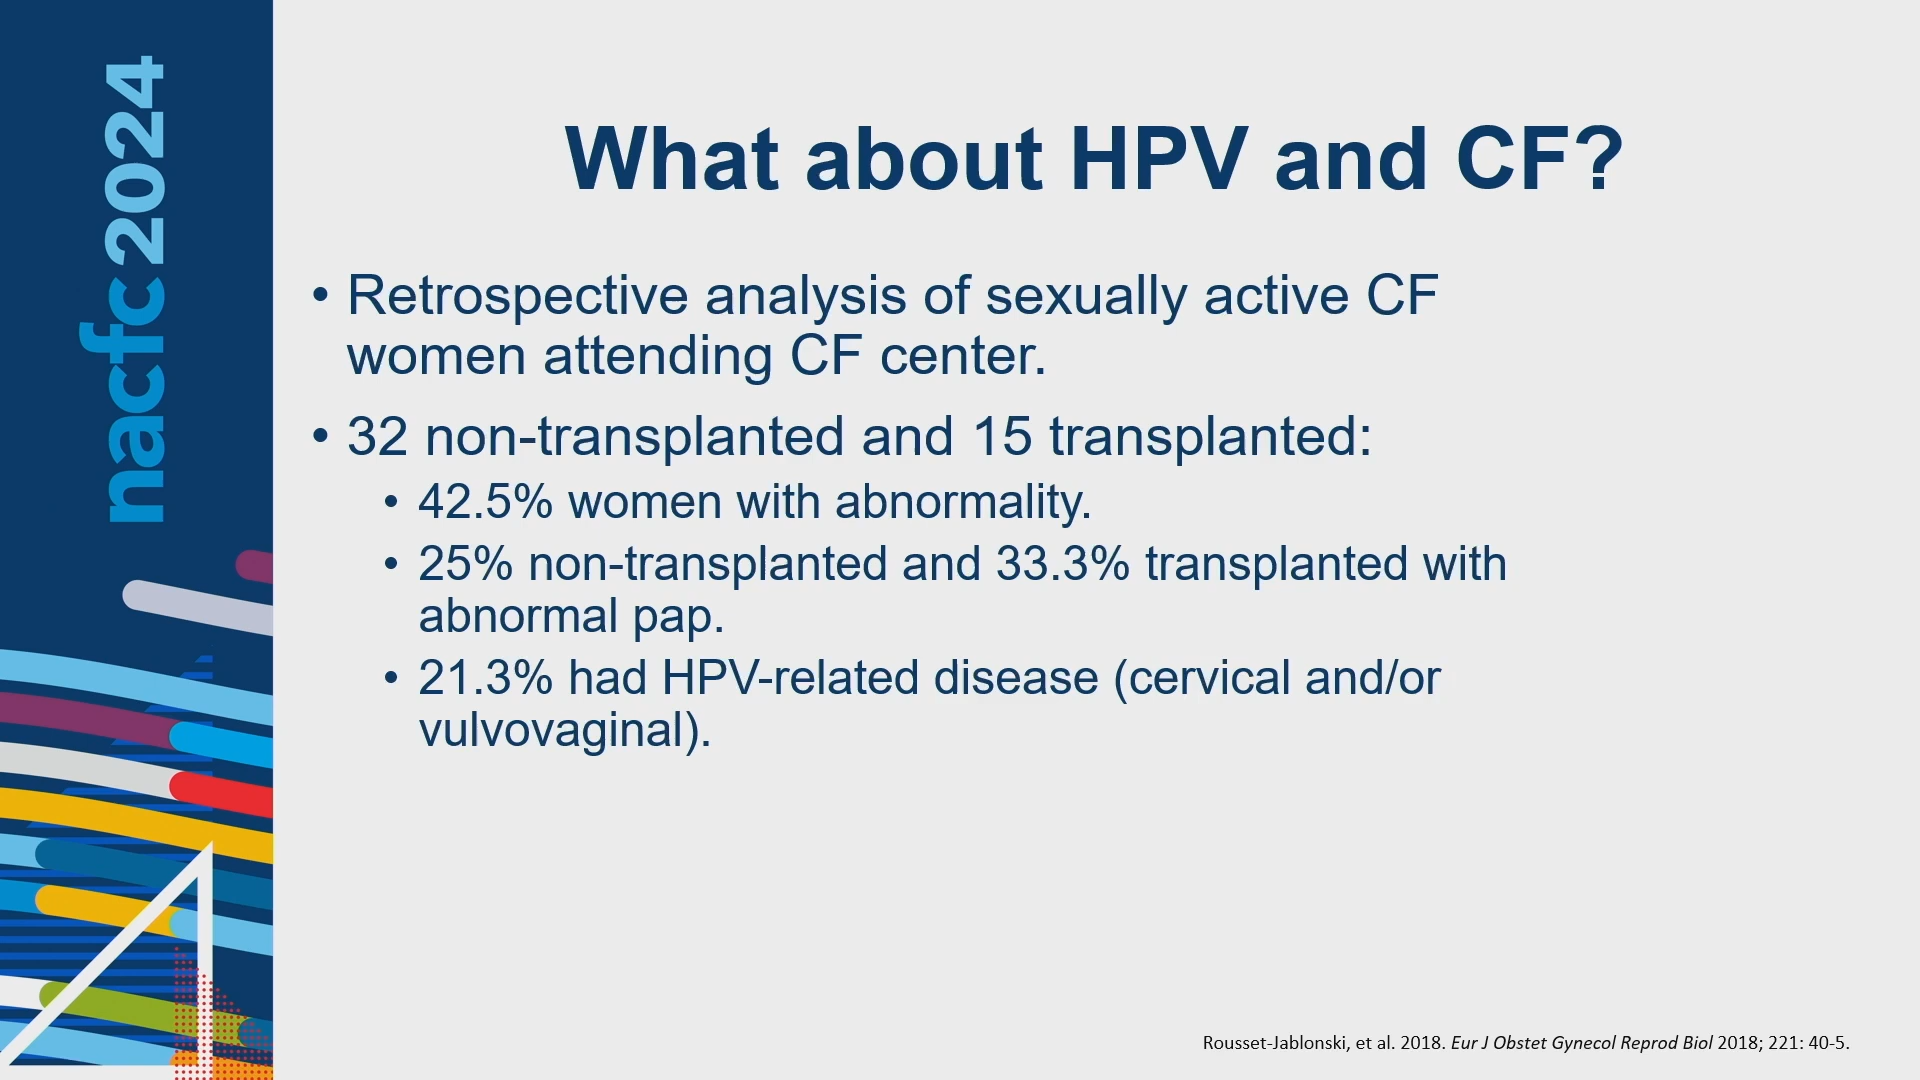 nacfc2024
What about HPV and CF?
• Retrospective analysis of sexually active CF
women attending CF center.
• 32 non-transplanted and 15 transplanted:
• 42.5% women with abnormality.
• 25% non-transplanted and 33.3% transplanted with
abnormal pap.
• 21.3% had HPV-related disease (cervical and/or
vulvovaginal).
Rousset-Jablonski, et al. 2018. Eur J Obstet Gynecol Reprod Biol 2018; 221: 40-5.